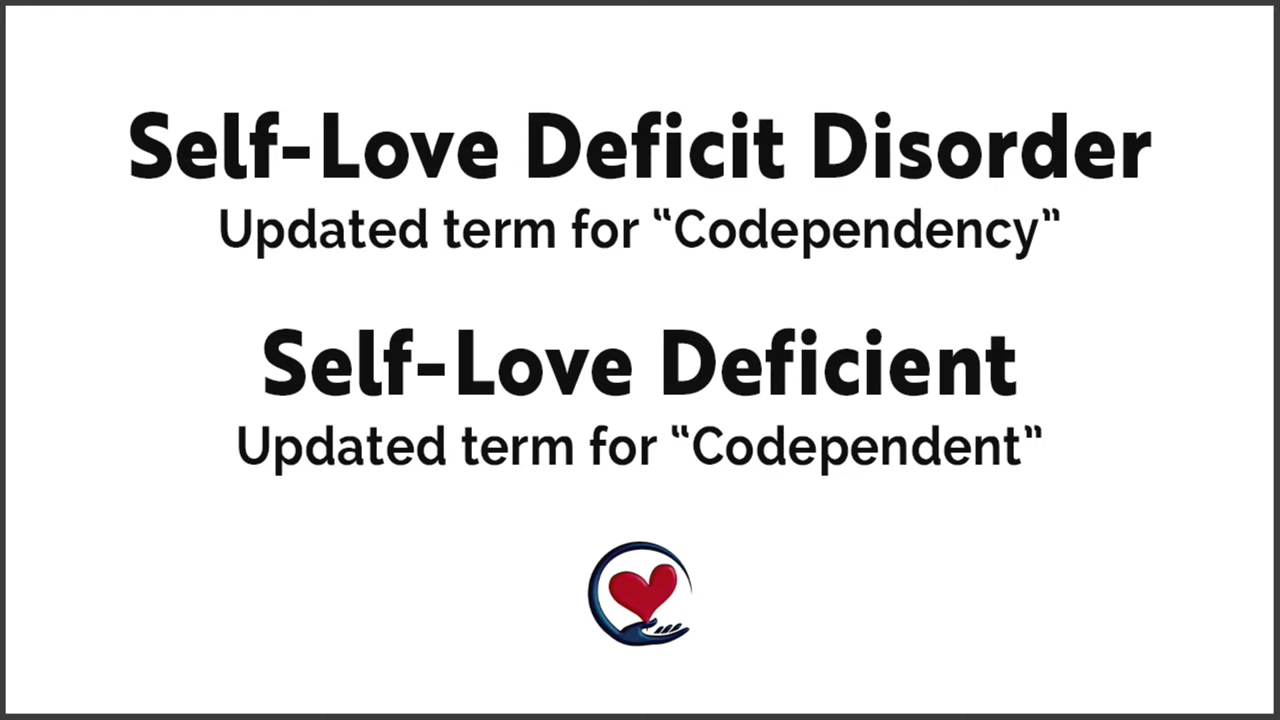 Self-Love Deficit Disorder
Updated term for “Codependency”
Self-Love Deficient
Updated term for “Codependent”